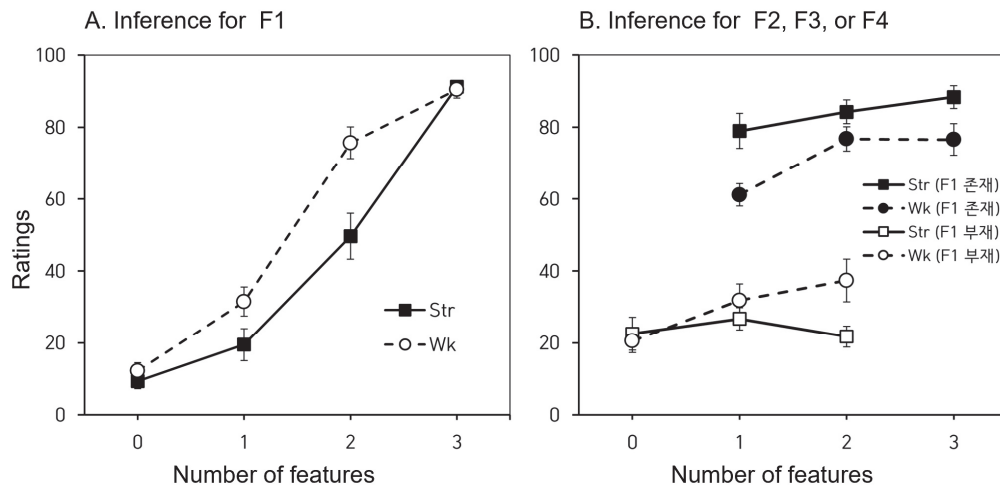 A. Inference for F1
B. Inference for F2, F3, or F4
Ratings
100
80
60
40
20
0
0
1
2
3
Number of features
Str
Wk
100
80
60
40
20
0
0
1
2
3
Number of features
Str (F1 존재)
Wk (F1 존재)
Str (F1 부재)
Wk (F1 부재)